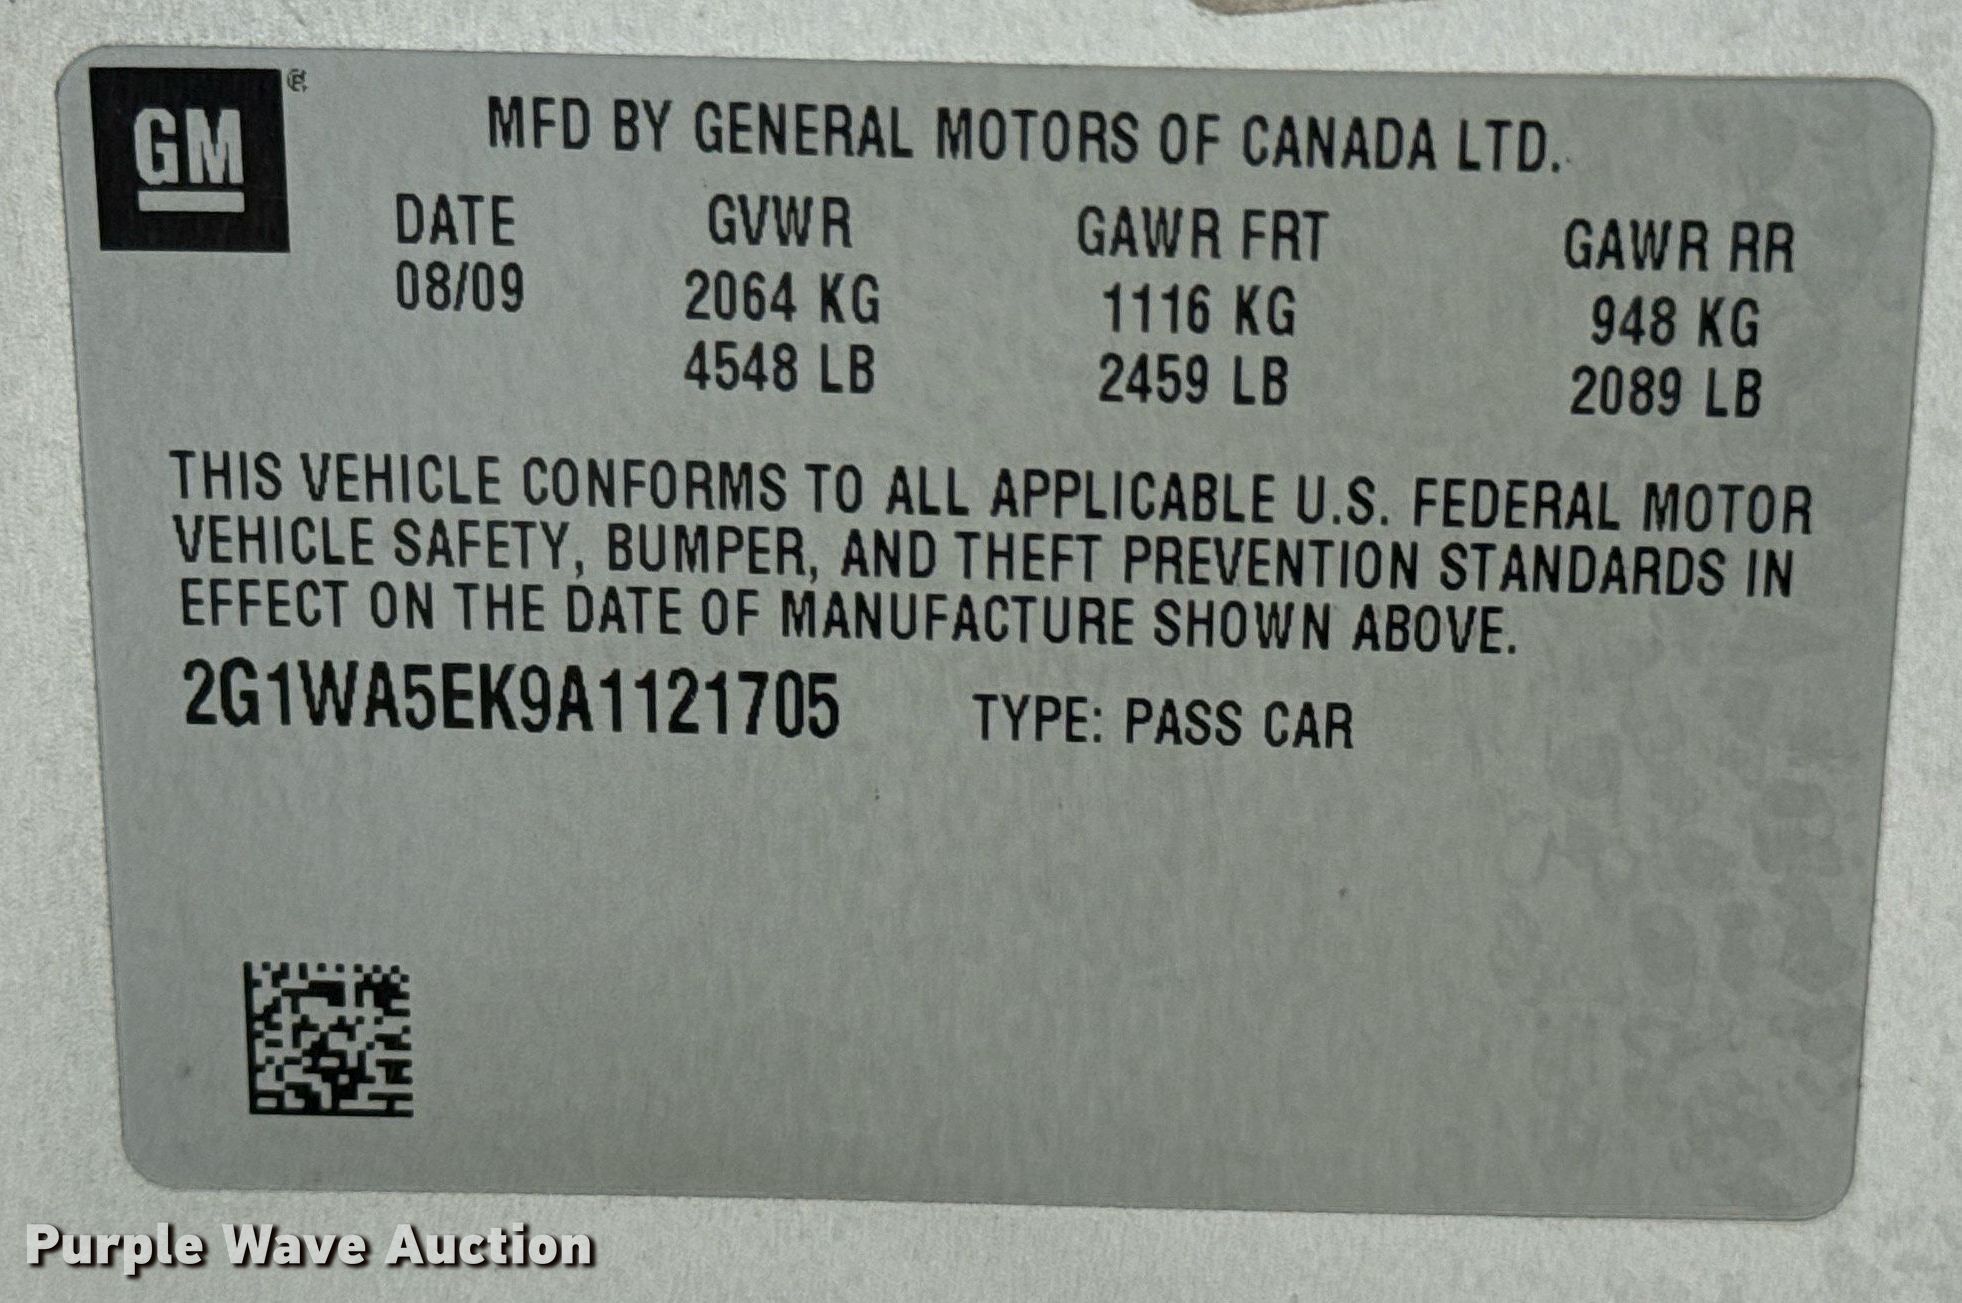 GM®
MFD BY GENERAL MOTORS OF CANADA LTD.
DATE GVWR GAWR FRT GAWR RR
08/09 2064 KG 1116 KG 948 KG
4548 LB 2459 LB 2089 LB
THIS VEHICLE CONFORMS TO ALL APPLICABLE U.S. FEDERAL MOTOR
VEHICLE SAFETY, BUMPER, AND THEFT PREVENTION STANDARDS IN
EFFECT ON THE DATE OF MANUFACTURE SHOWN ABOVE.
2G1WA5EK9A1121705 TYPE: PASS CAR
Purple Wave Auction